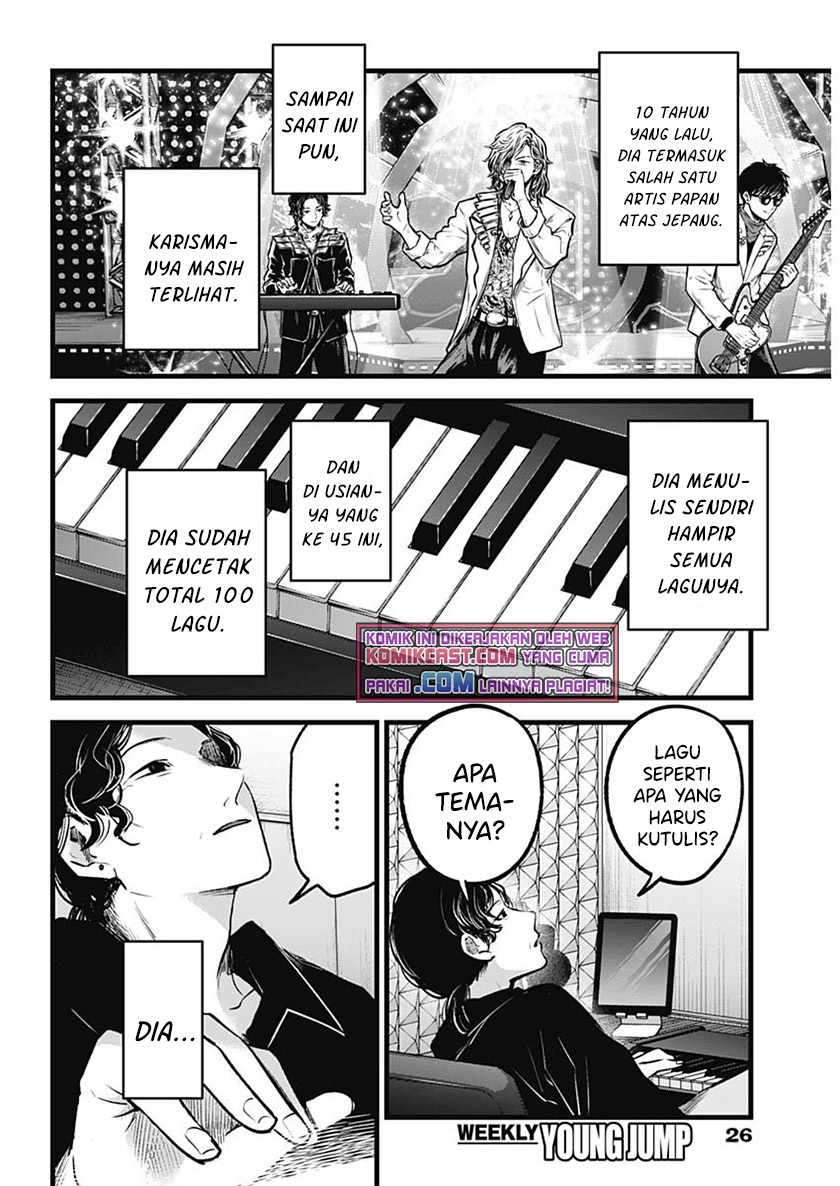 10 TAHUN
YANG LALU,
DIA TERMASUK
SALAH SATU
ARTIS PAPAN
ATAS JEPANG.
SAMPAI
SAAT INI
PUN,
KARISMA-
NYA MASIH
TERLIHAT.
DIA MENU-
LIS SENDIRI
HAMPIR
SEMUA
LAGUNYA.
DAN
DI USIAN-
YA YANG
KE 45 INI,
DIA SUDAH
MENCETAK
TOTAL 100
LAGU.
KOMIK INI DIKERJAKAN OLEH WEB
KOMIKCAST.COM YANG CUMA
PAKAI .COM LAINNYA PLAGIAT!
LAGU
SEPERTI
APA YANG
HARUS
KUTULIS?
APA
TEMA-
NYA?
......
DIA...
WEEKLY YOUNG JUMP 26